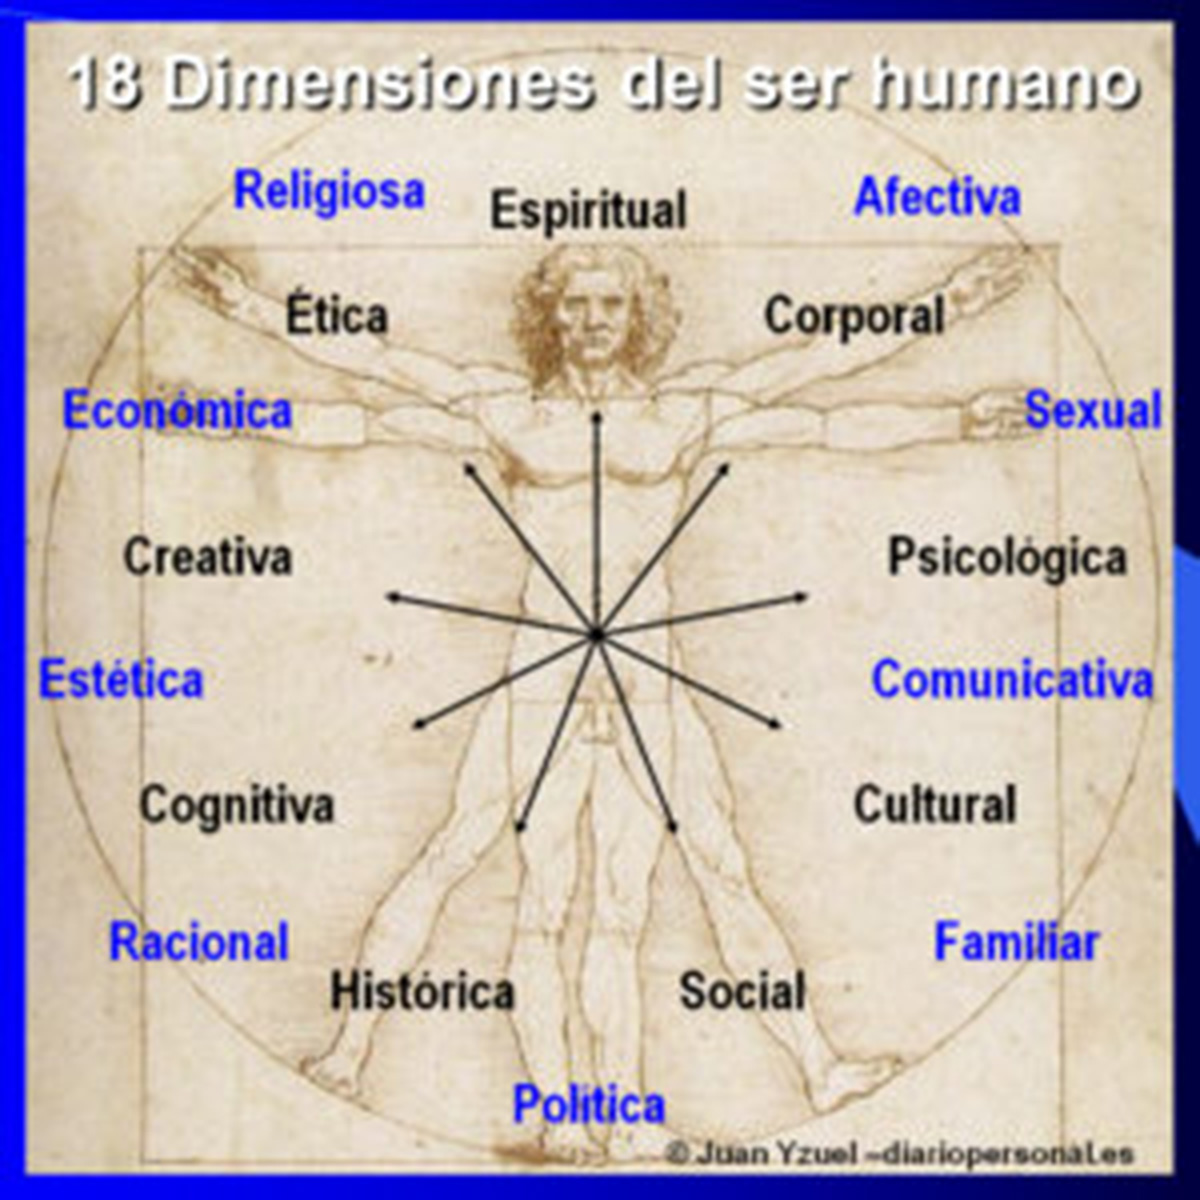 18 Dimensiones del ser humano
Religiosa
Espiritual
Afectiva
Ética
Corporal
Económica
Sexual
Creativa
Psicológica
Estética
Comunicativa
Cognitiva
Cultural
Racional
Familiar
Histórica
Social
Política
© Juan Yzuel –diariopersonal.es